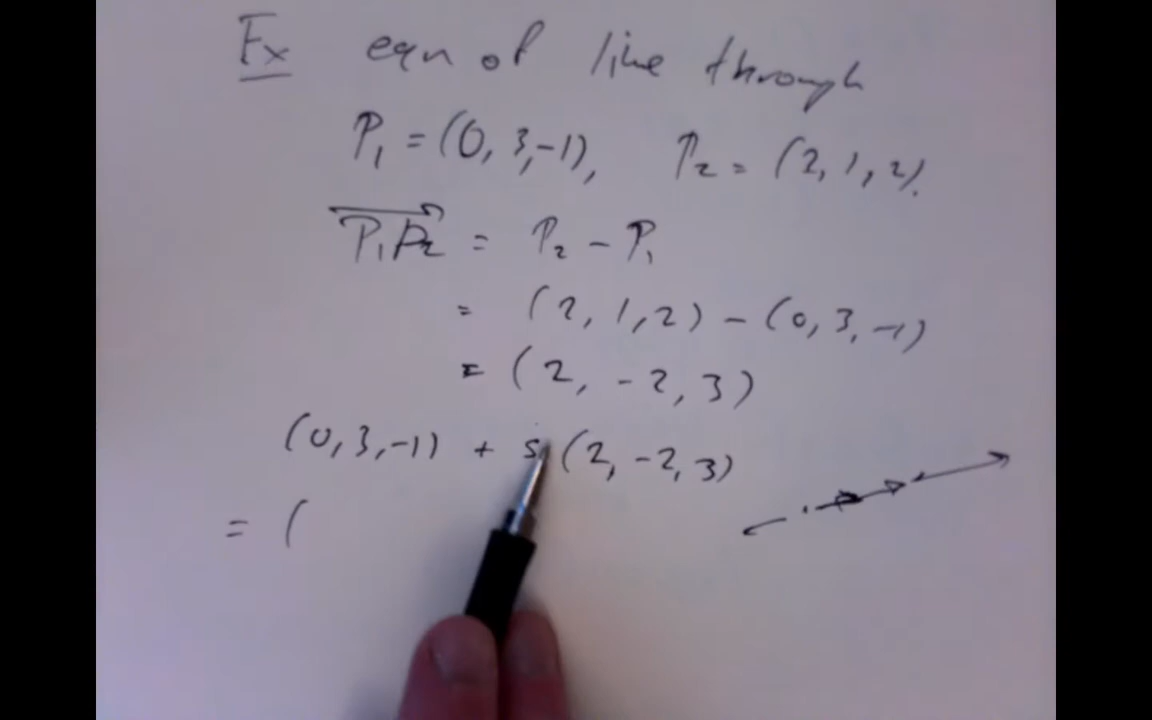 Ex eqn of line through
P₁ = (0, 3, -1), P₂ = (2, 1, 2).
P₁P₂ = P₂ - P₁
= (2, 1, 2) - (0, 3, -1)
= (2, -2, 3)
(0, 3, -1) + s (2, -2, 3)
= (